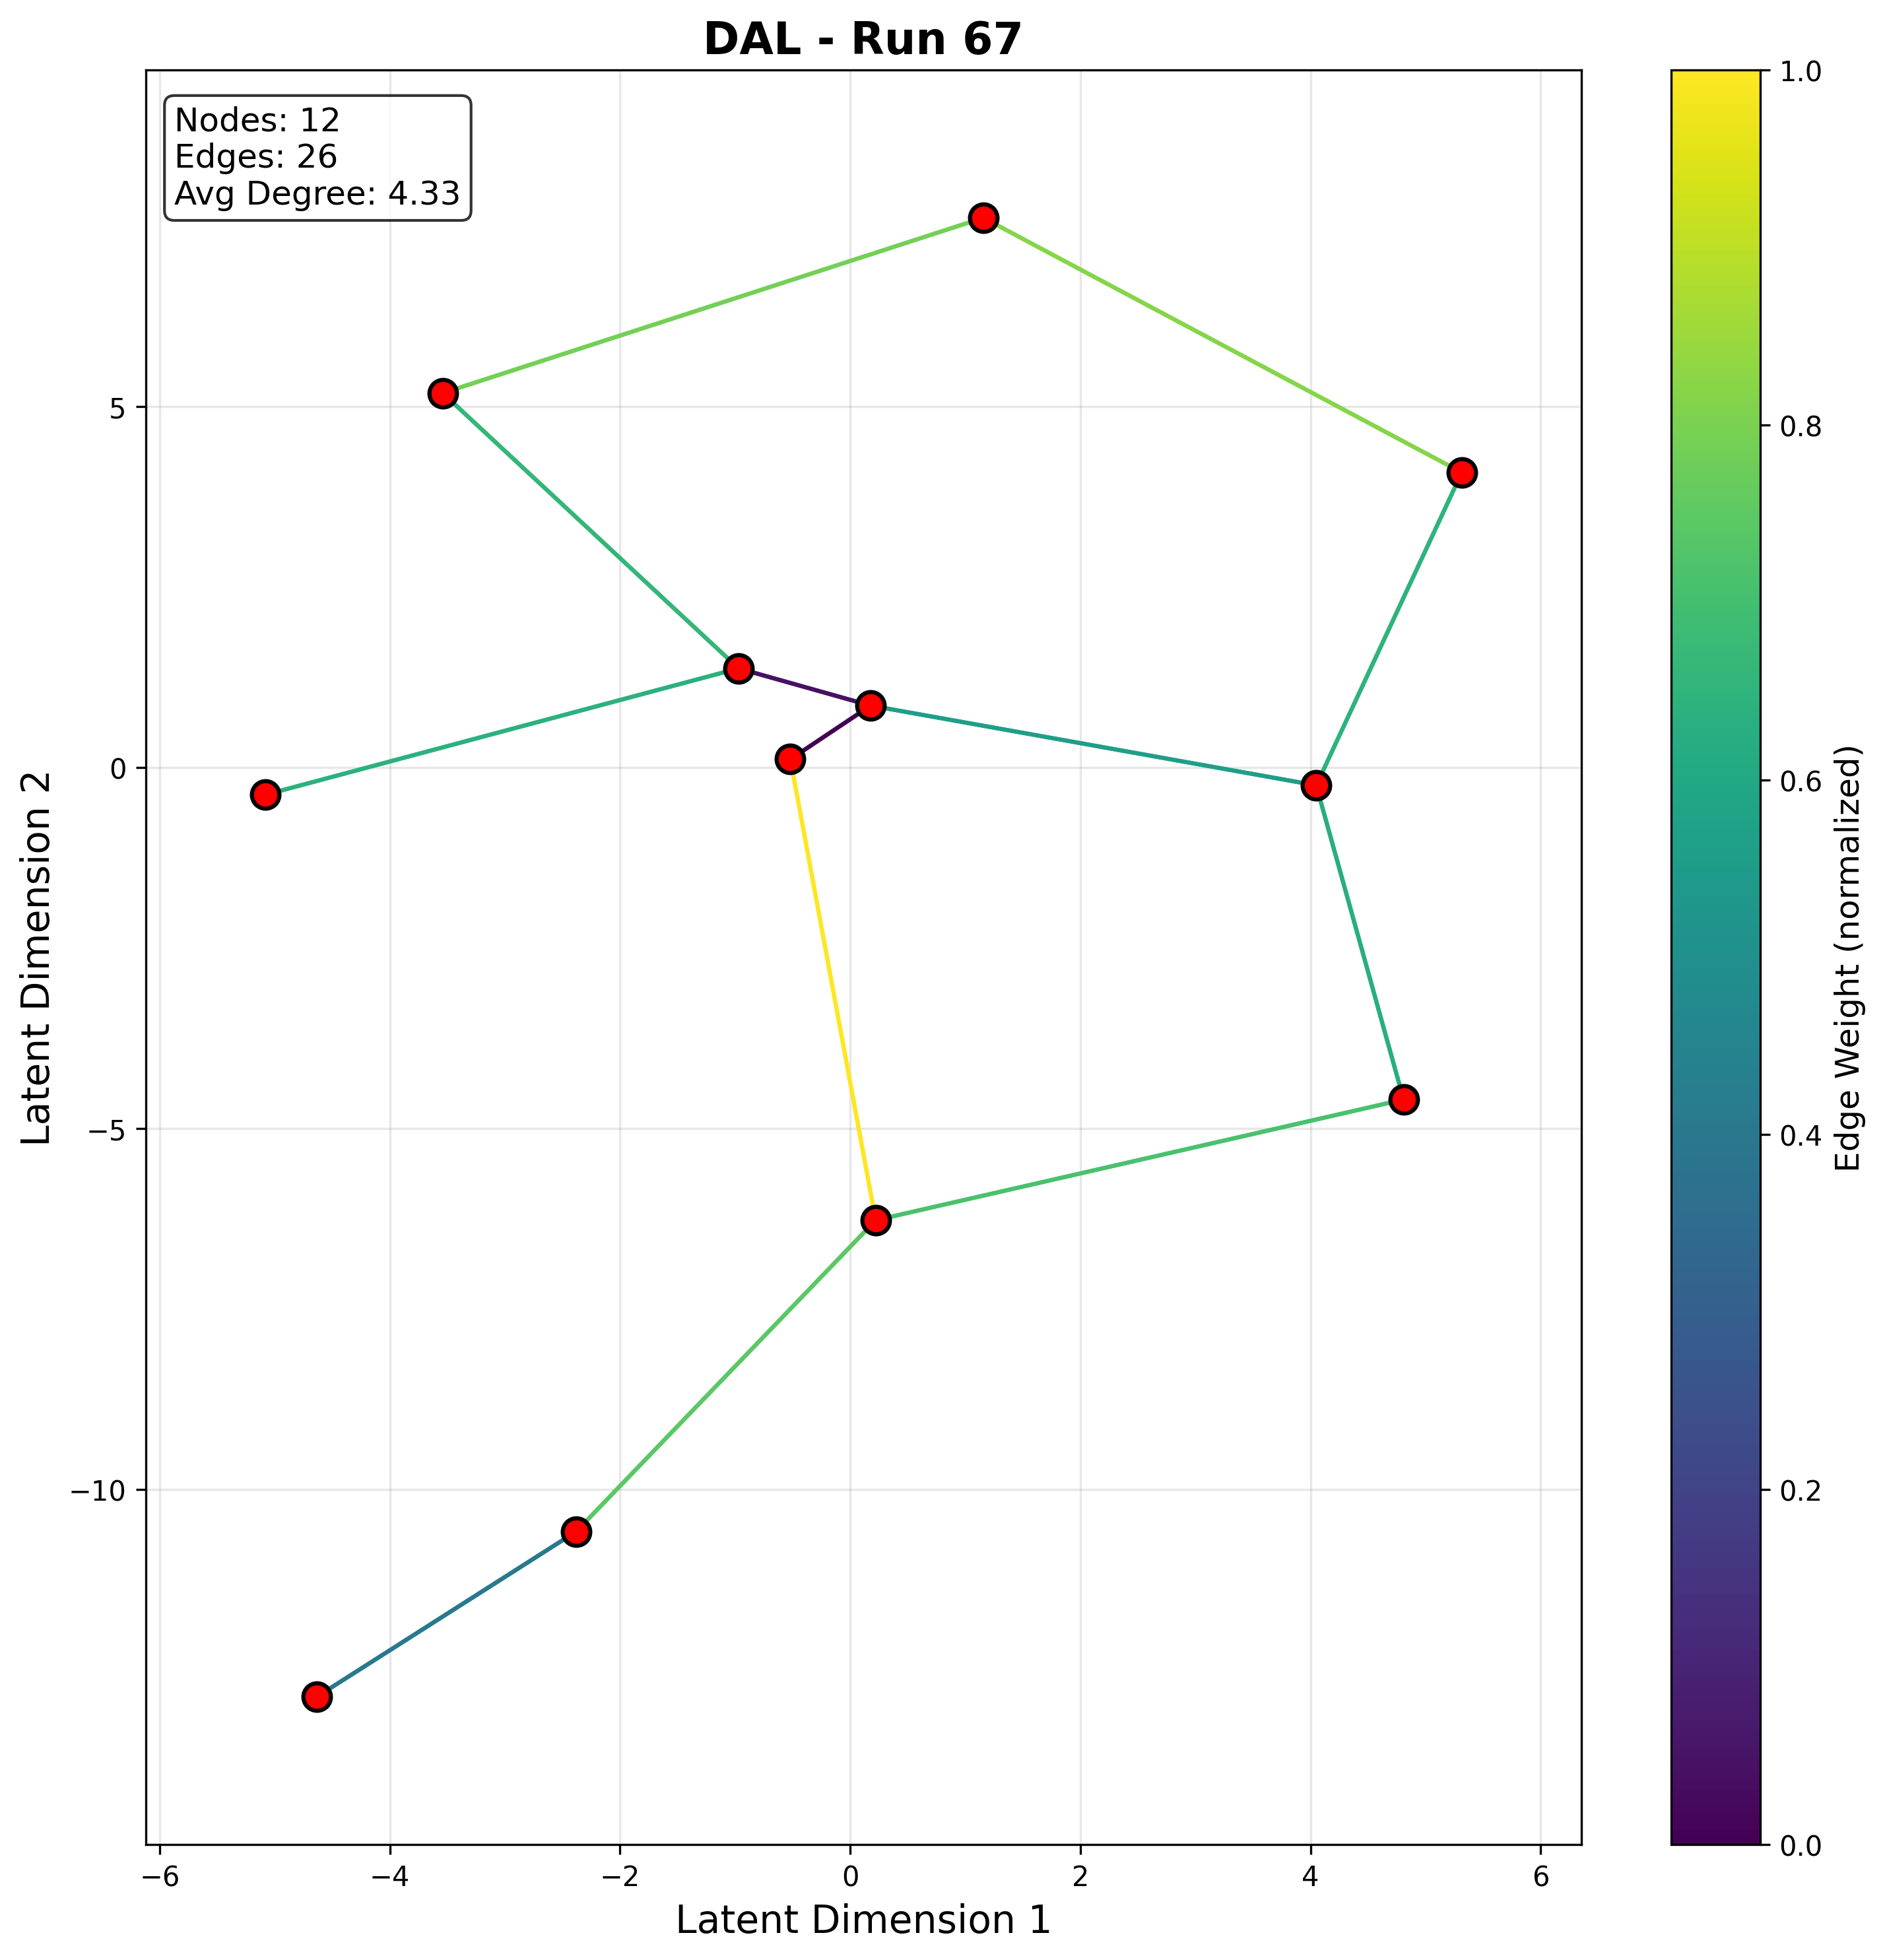 DAL - Run 67
Nodes: 12
Edges: 26
Avg Degree: 4.33
5
0
−5
−10
Latent Dimension 2
−6
−4
−2
0
2
4
6
Latent Dimension 1
1.0
0.8
0.6
0.4
0.2
0.0
Edge Weight (normalized)